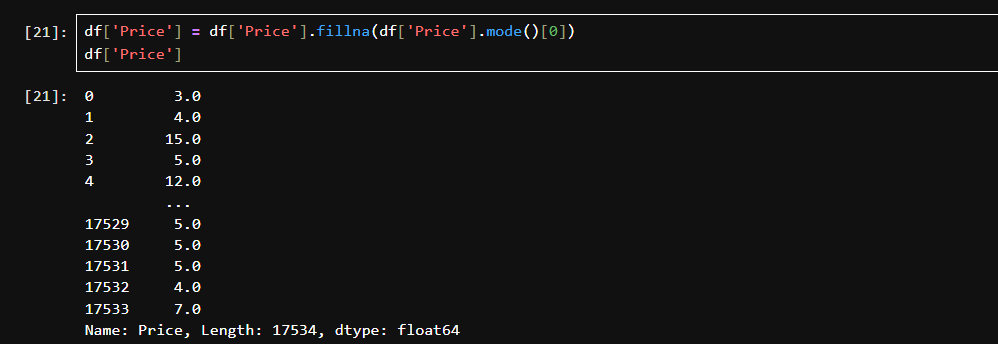 [21]: df['Price'] = df['Price'].fillna(df['Price'].mode()[0])
df['Price']
[21]: 0 3.0
1 4.0
2 15.0
3 5.0
4 12.0
...
17529 5.0
17530 5.0
17531 5.0
17532 4.0
17533 7.0
Name: Price, Length: 17534, dtype: float64